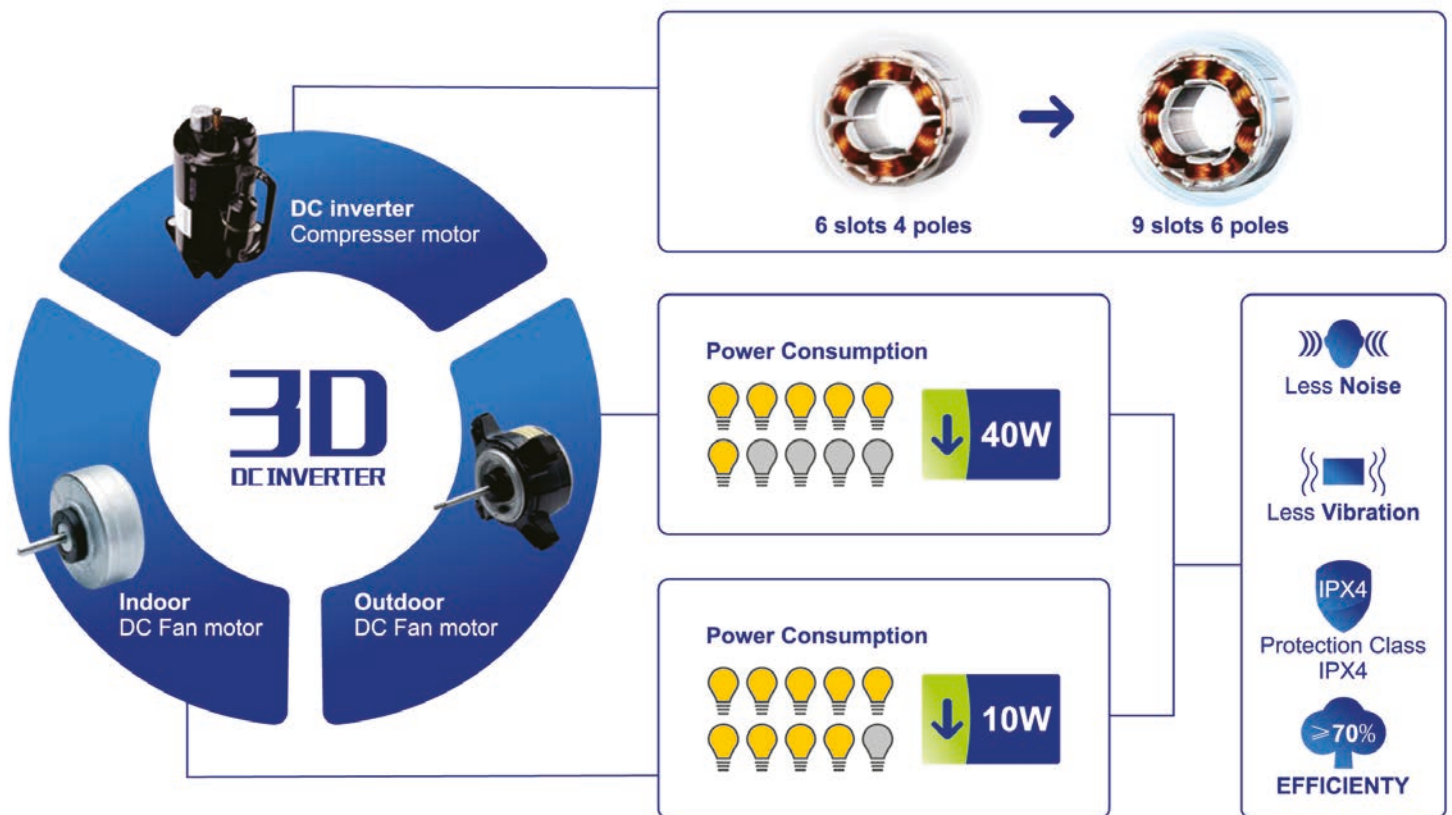 DC inverter
Compresser motor
3D
DC INVERTER
Indoor
DC Fan motor
Outdoor
DC Fan motor
6 slots 4 poles
9 slots 6 poles
Power Consumption
40W
Power Consumption
10W
Less Noise
Less Vibration
IPX4
Protection Class
IPX4
≥70%
EFFICIENTY